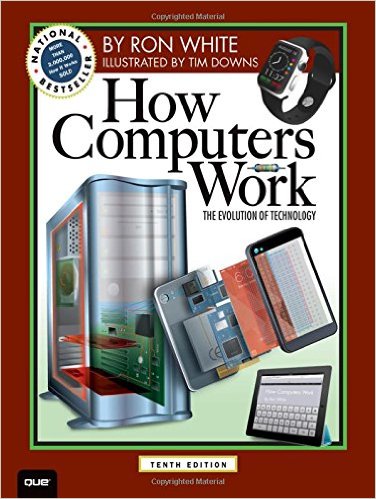 Copyrighted Material
NATIONAL
MORE THAN
2,000,000
How It Works
SOLD!
BESTSELLER
BY RON WHITE
ILLUSTRATED BY TIM DOWNS
How
Computers
Work
THE EVOLUTION OF TECHNOLOGY
How Computers Work
TENTH EDITION
QUE
Copyrighted Material